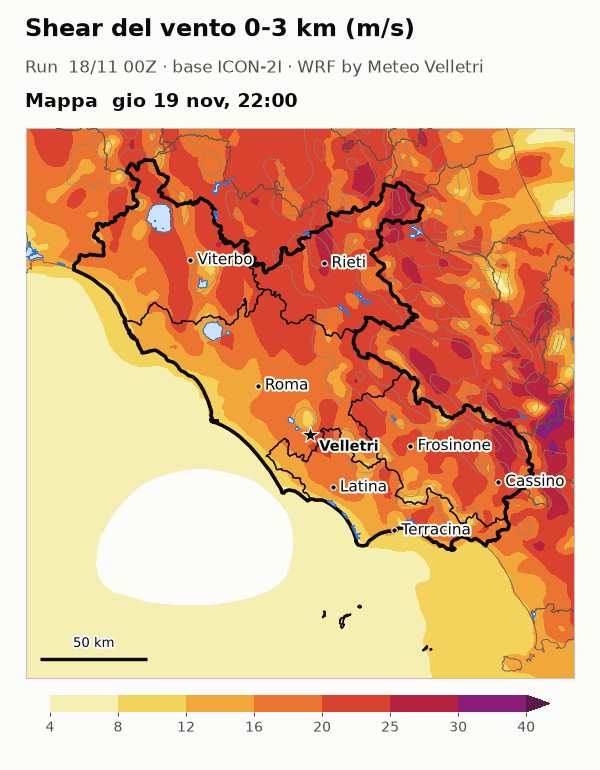 Shear del vento 0-3 km (m/s)
Run  18/11 00Z · base ICON-2I · WRF by Meteo Velletri
Mappa  gio 19 nov, 22:00
Viterbo
Rieti
Roma
Velletri
Frosinone
Cassino
Latina
Terracina
50 km
4 8 12 16 20 25 30 40